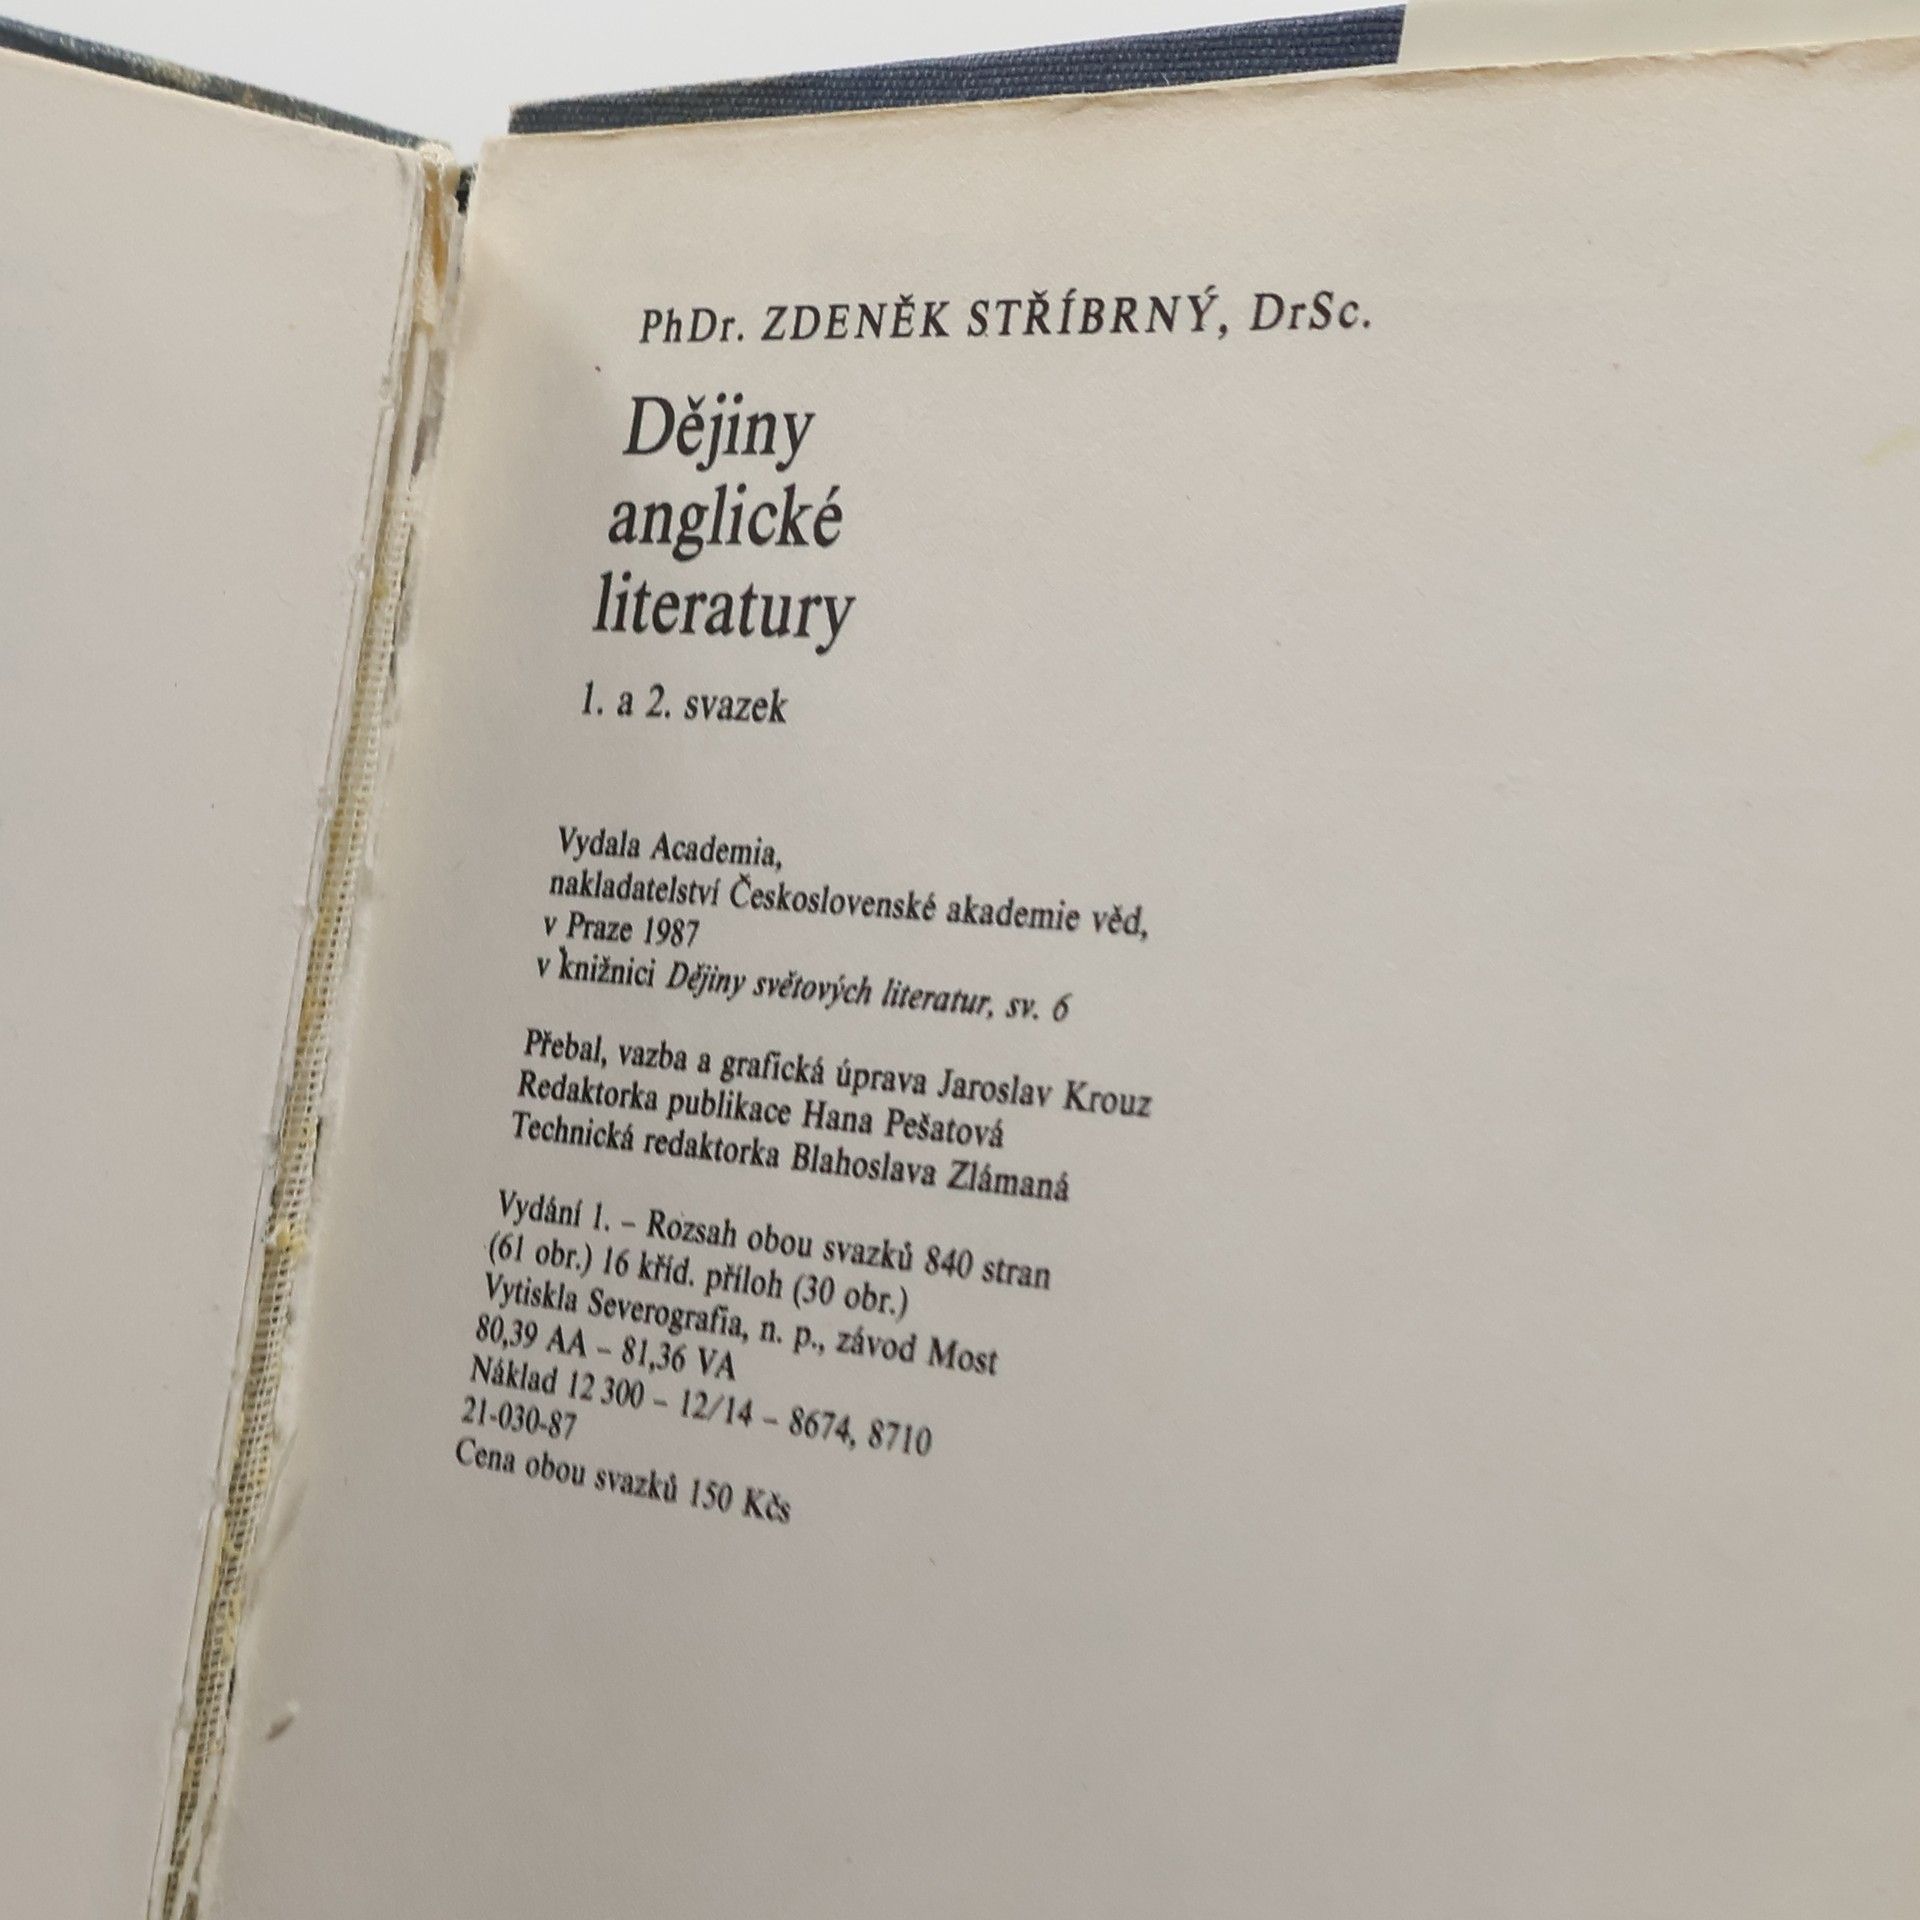 PhDr. ZDENĚK STŘÍBRNÝ, DrSc.
Dějiny
anglické
literatury
1. a 2. svazek
Vydala Academia,
nakladatelství Československé akademie věd,
v Praze 1987
v knižnici Dějiny světových literatur, sv. 6
Přebal, vazba a grafická úprava Jaroslav Krouz
Redaktorka publikace Hana Pešatová
Technická redaktorka Blahoslava Zlámaná
Vydání 1. – Rozsah obou svazků 840 stran
(61 obr.) 16 kříd. příloh (30 obr.)
Vytiskla Severografia, n. p., závod Most
80,39 AA – 81,36 VA
Náklad 12 300 – 12/14 – 8674, 8710
21-030-87
Cena obou svazků 150 Kčs